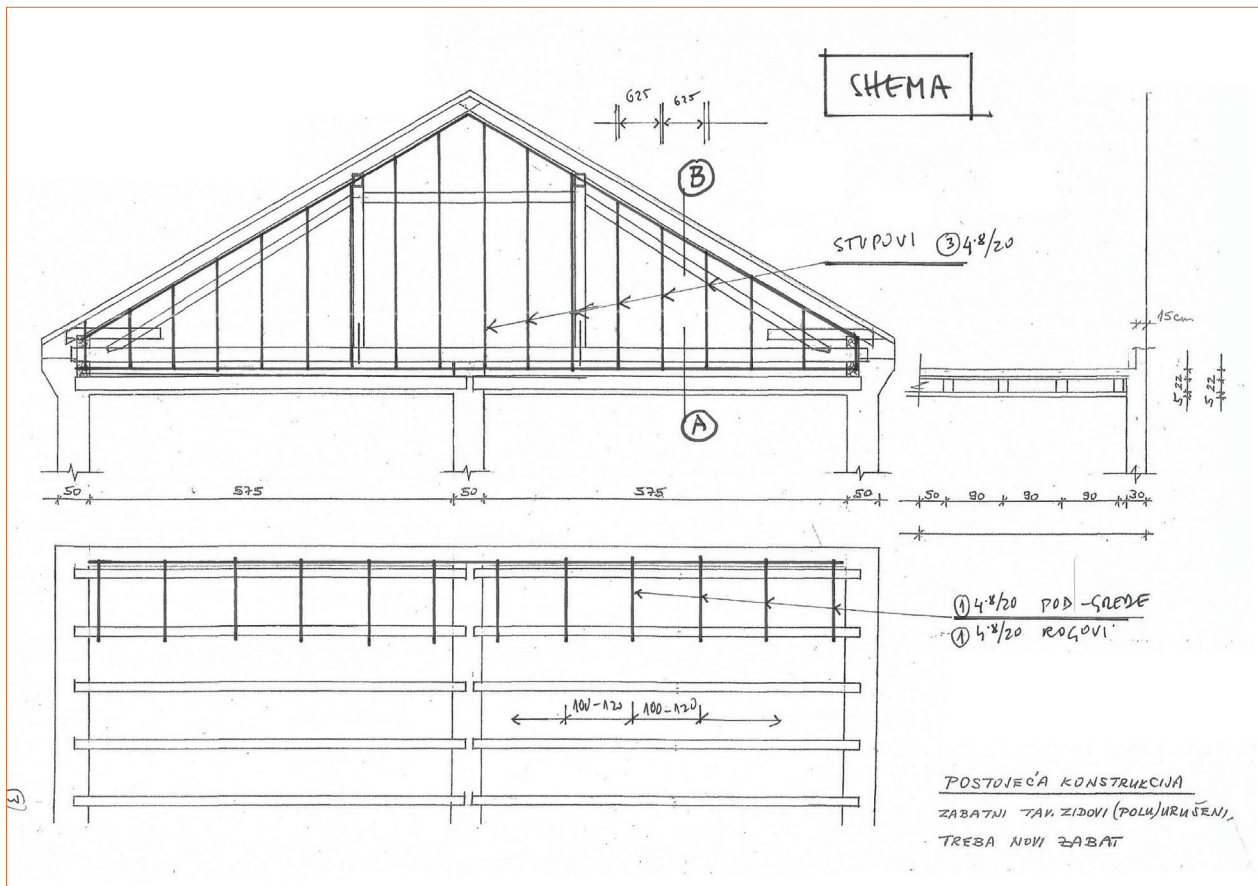 SHEMA
625 625
B
STUPOVI ③ 4·8/20
15cm
A
5 22
5 22
50 575 50 575 50
50 90 90 90 30
① 4·8/20 POD-GREDE
① 4·8/20 ROGOVI
100-120 100-120
POSTOJEĆA KONSTRUKCIJA
ZABATNI TAV. ZIDOVI (POLU)URUŠENI,
TREBA NOVI ZABAT